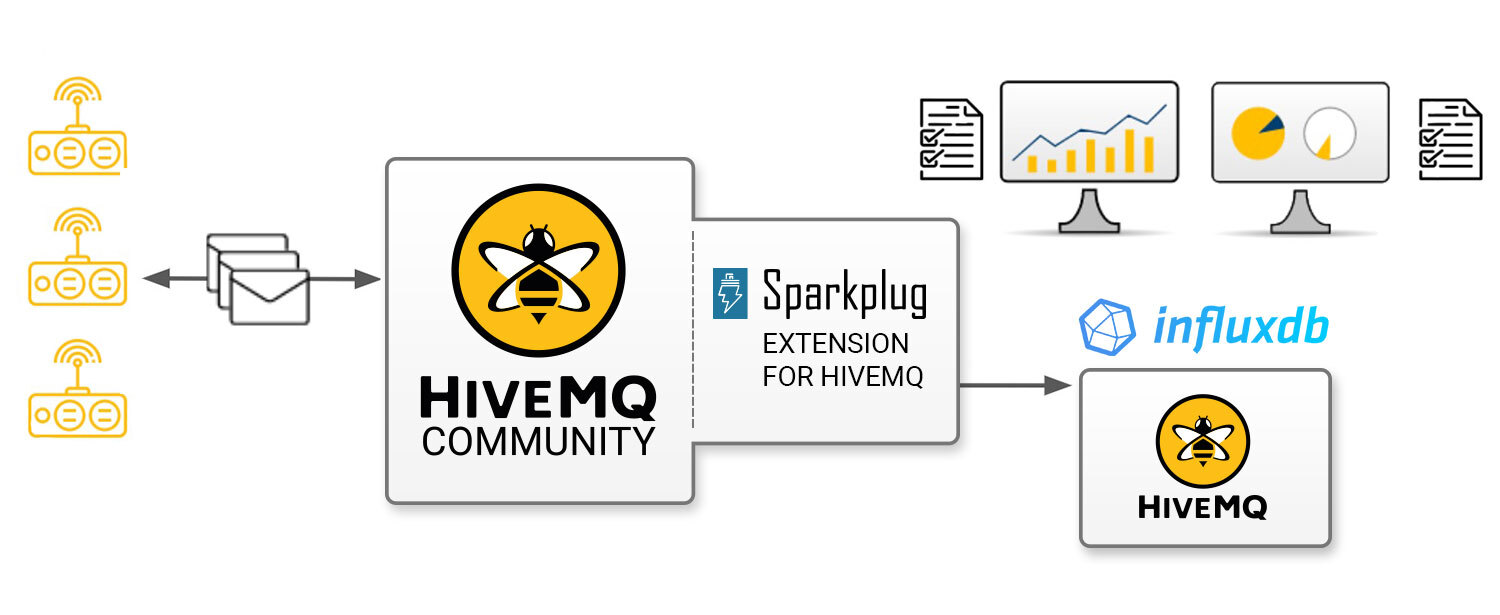 HIVEMQ
COMMUNITY
Sparkplug
EXTENSION
FOR HIVEMQ
influxdb
HIVEMQ